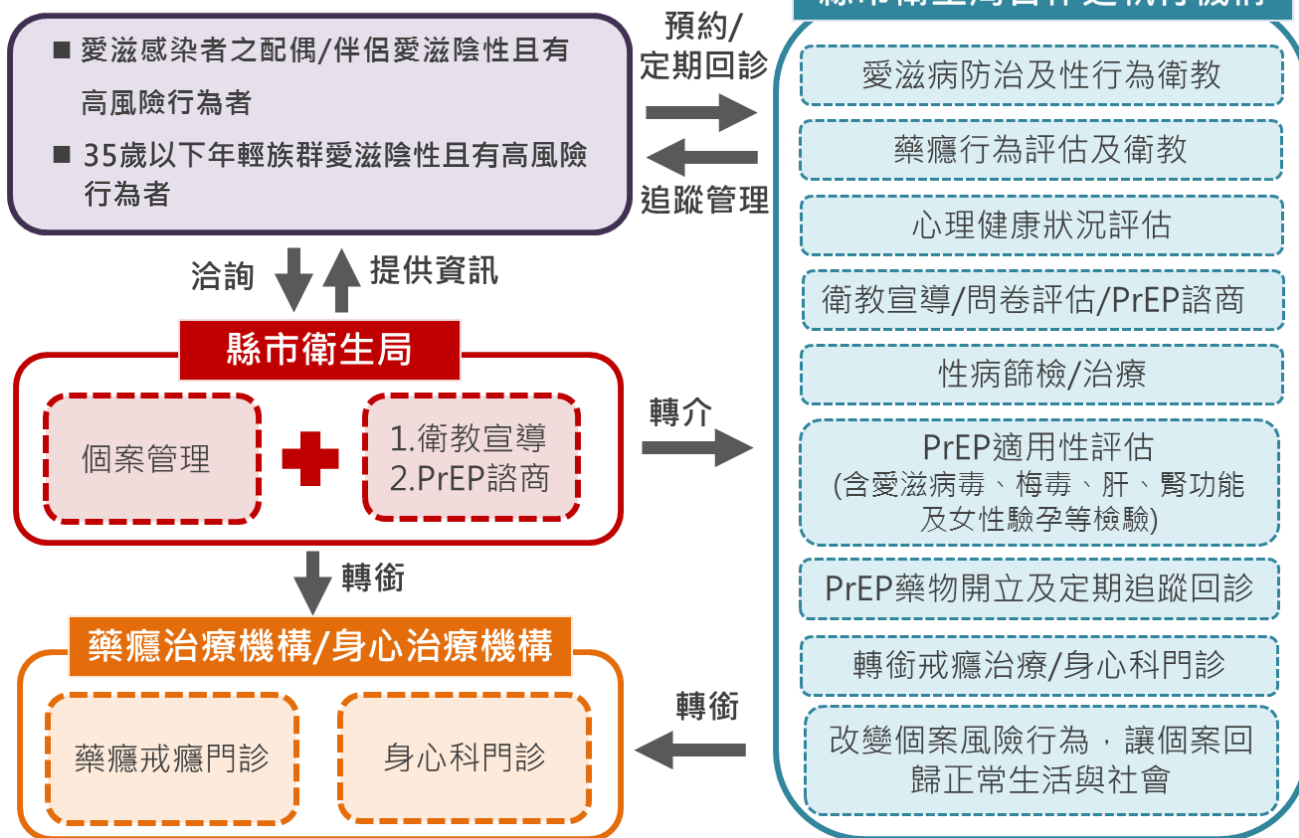 ■ 愛滋感染者之配偶/伴侶愛滋陰性且有
高風險行為者
■ 35歲以下年輕族群愛滋陰性且有高風險
行為者
預約/
定期回診
追蹤管理
洽詢
提供資訊
縣市衛生局
個案管理
1.衛教宣導
2.PrEP諮商
轉介
轉銜
藥癮治療機構/身心治療機構
藥癮戒癮門診
身心科門診
轉銜
縣市衛生局合作之執行機構
愛滋病防治及性行為衛教
藥癮行為評估及衛教
心理健康狀況評估
衛教宣導/問卷評估/PrEP諮商
性病篩檢/治療
PrEP適用性評估
(含愛滋病毒、梅毒、肝、腎功能
及女性驗孕等檢驗)
PrEP藥物開立及定期追蹤回診
轉銜戒癮治療/身心科門診
改變個案風險行為，讓個案回
歸正常生活與社會